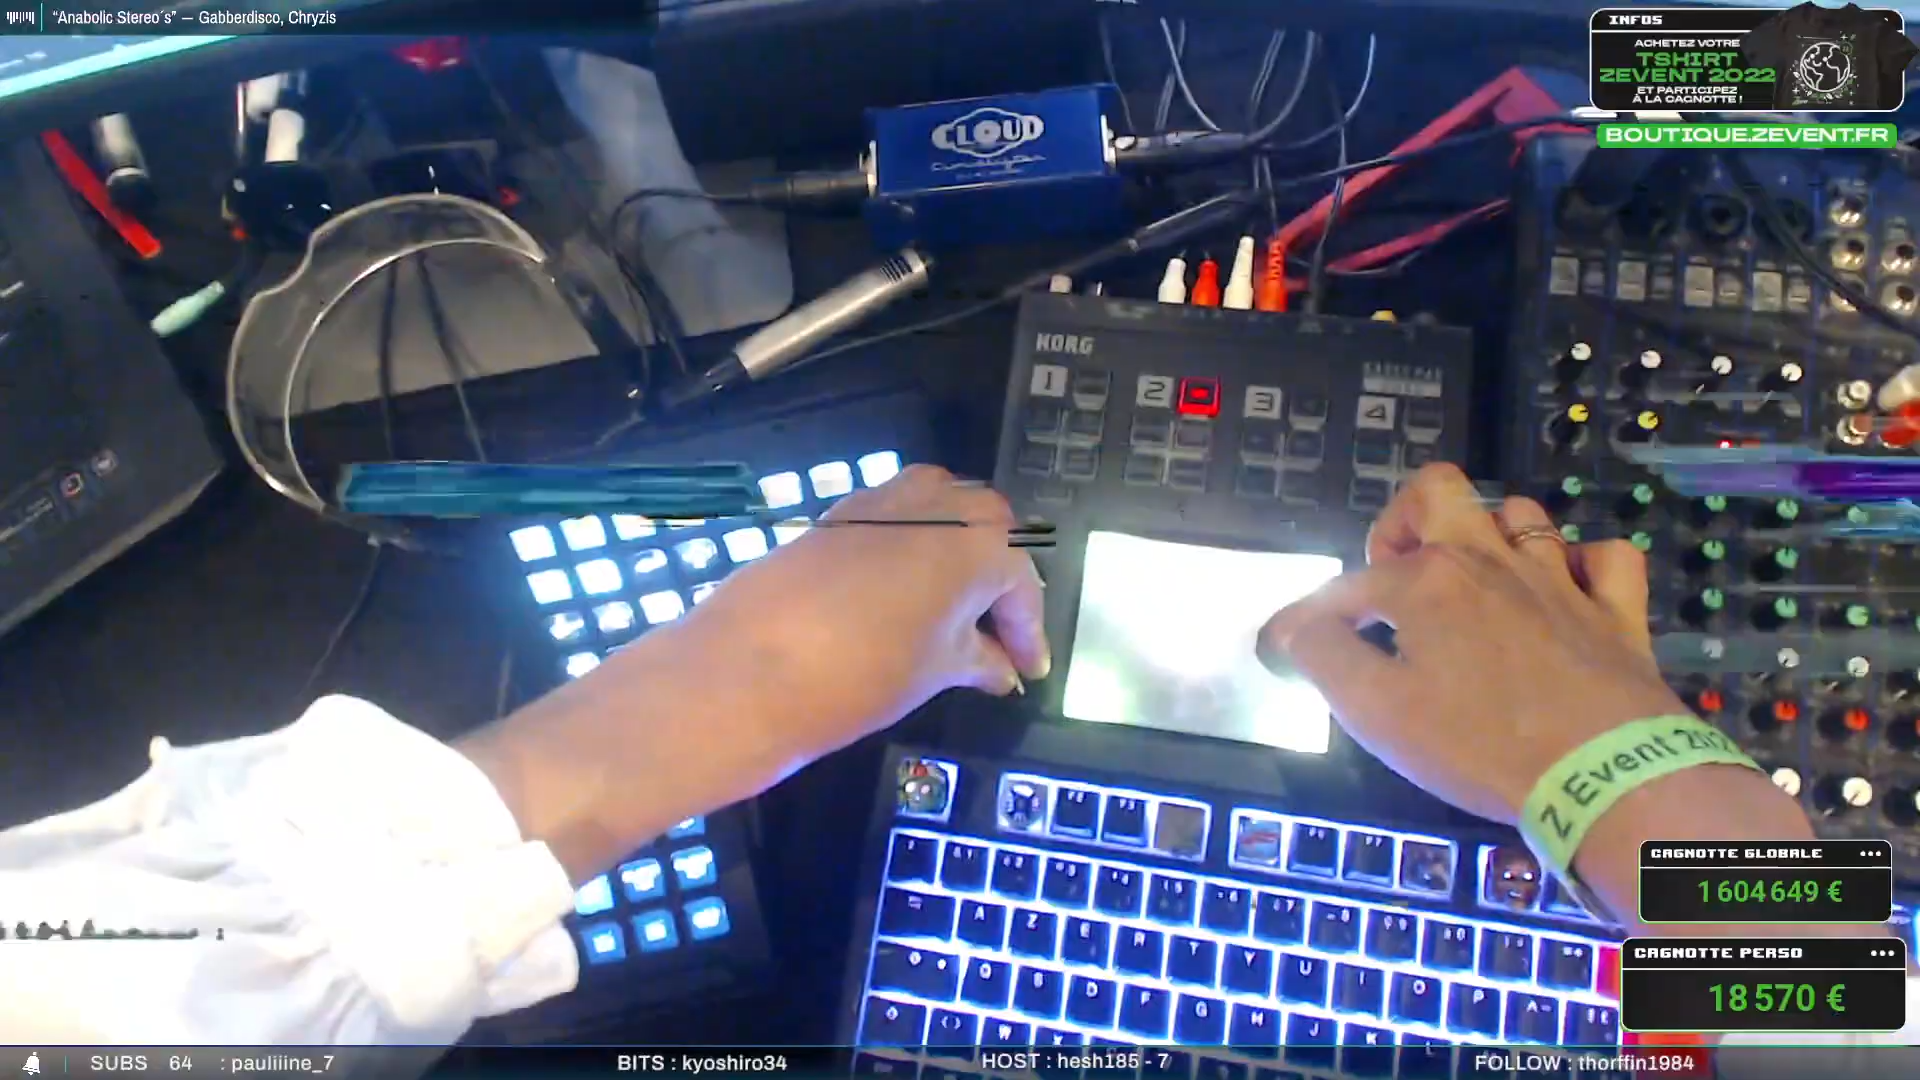 “Anabolic Stereo´s” — Gabberdisco, Chryzis
INFOS
ACHETEZ VOTRE
TSHIRT
ZEVENT 2022
ET PARTICIPEZ
À LA CAGNOTTE !
BOUTIQUE.ZEVENT.FR
CLOUD
KORG
1 2 3 4
Z Event 202
CAGNOTTE GLOBALE
1 604 649 €
CAGNOTTE PERSO
18 570 €
A Z E R T Y U I O P
Q S D F G H J K L
W X
SUBS 64 : pauliiine_7
BITS : kyoshiro34
HOST : hesh185 - 7
FOLLOW : thorffin1984